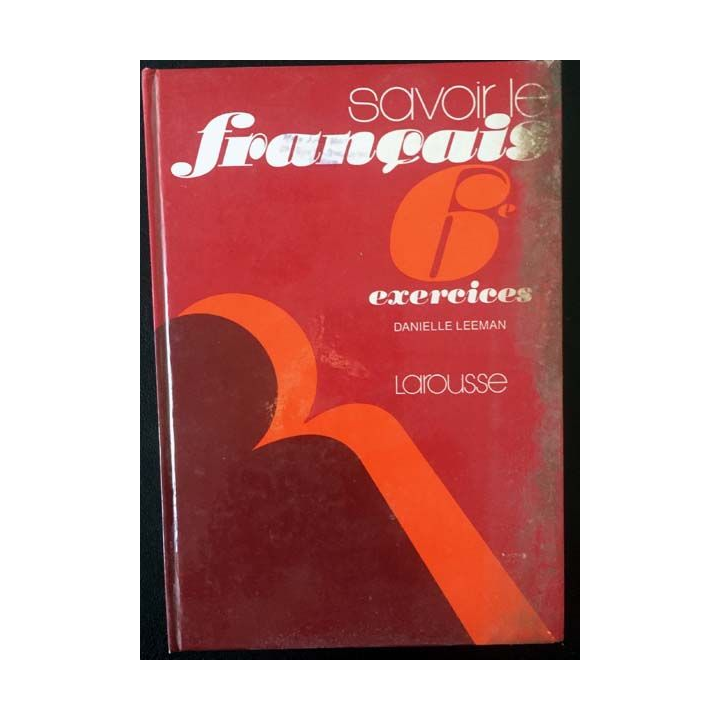 savoir le
français
6e
exercices
DANIELLE LEEMAN
Larousse